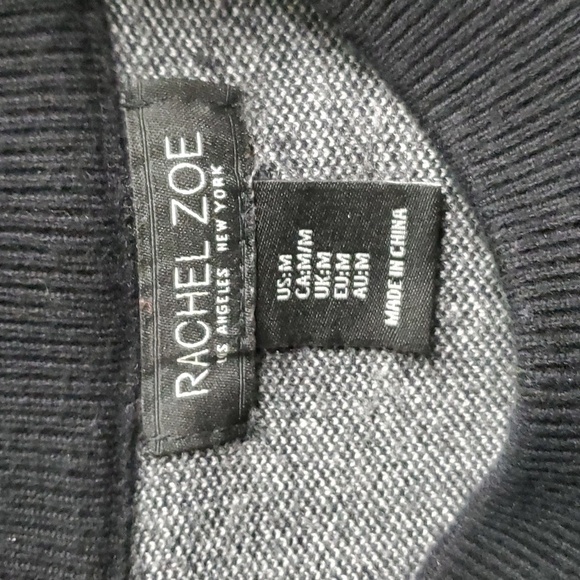 RACHEL ZOE
LOS ANGELES NEW YORK
US:M
CA:M/M
UK:M
EU:M
AU:M
MADE IN CHINA